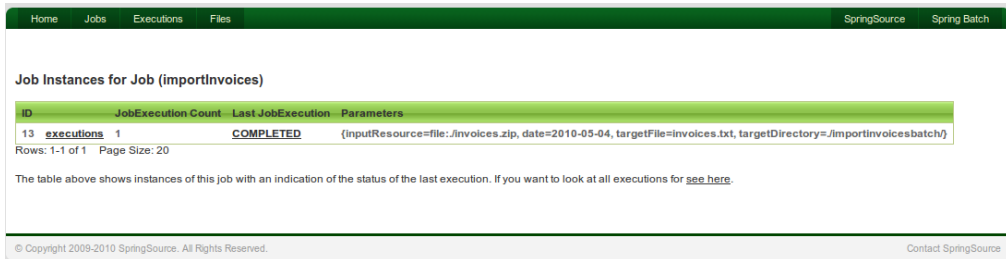 Home Jobs Executions Files SpringSource Spring Batch
Job Instances for Job (importInvoices)
ID JobExecution Count Last JobExecution Parameters
13 executions 1 COMPLETED {inputResource=file:./invoices.zip, date=2010-05-04, targetFile=invoices.txt, targetDirectory=./importinvoicesbatch/}
Rows: 1-1 of 1 Page Size: 20
The table above shows instances of this job with an indication of the status of the last execution. If you want to look at all executions for see here.
© Copyright 2009-2010 SpringSource. All Rights Reserved. Contact SpringSource